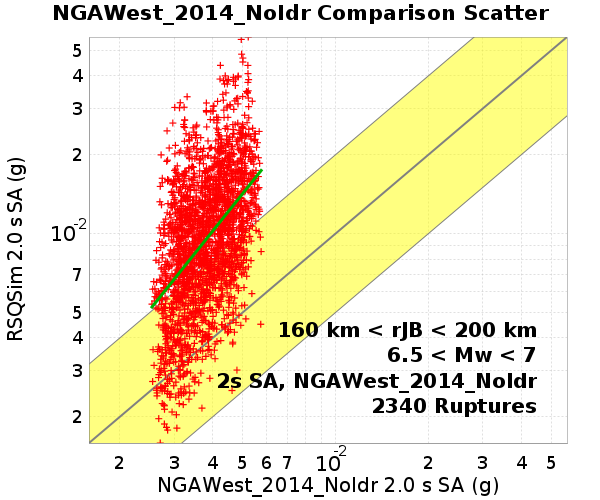 NGAWest_2014_NoIdr Comparison Scatter
RSQSim 2.0 s SA (g)
5
4
3
2
10-2
7
5
4
3
2
160 km < rJB < 200 km
6.5 < Mw < 7
2s SA, NGAWest_2014_NoIdr
2340 Ruptures
2 3 4 5 6 7 10-2 2 3 4 5
NGAWest_2014_NoIdr 2.0 s SA (g)